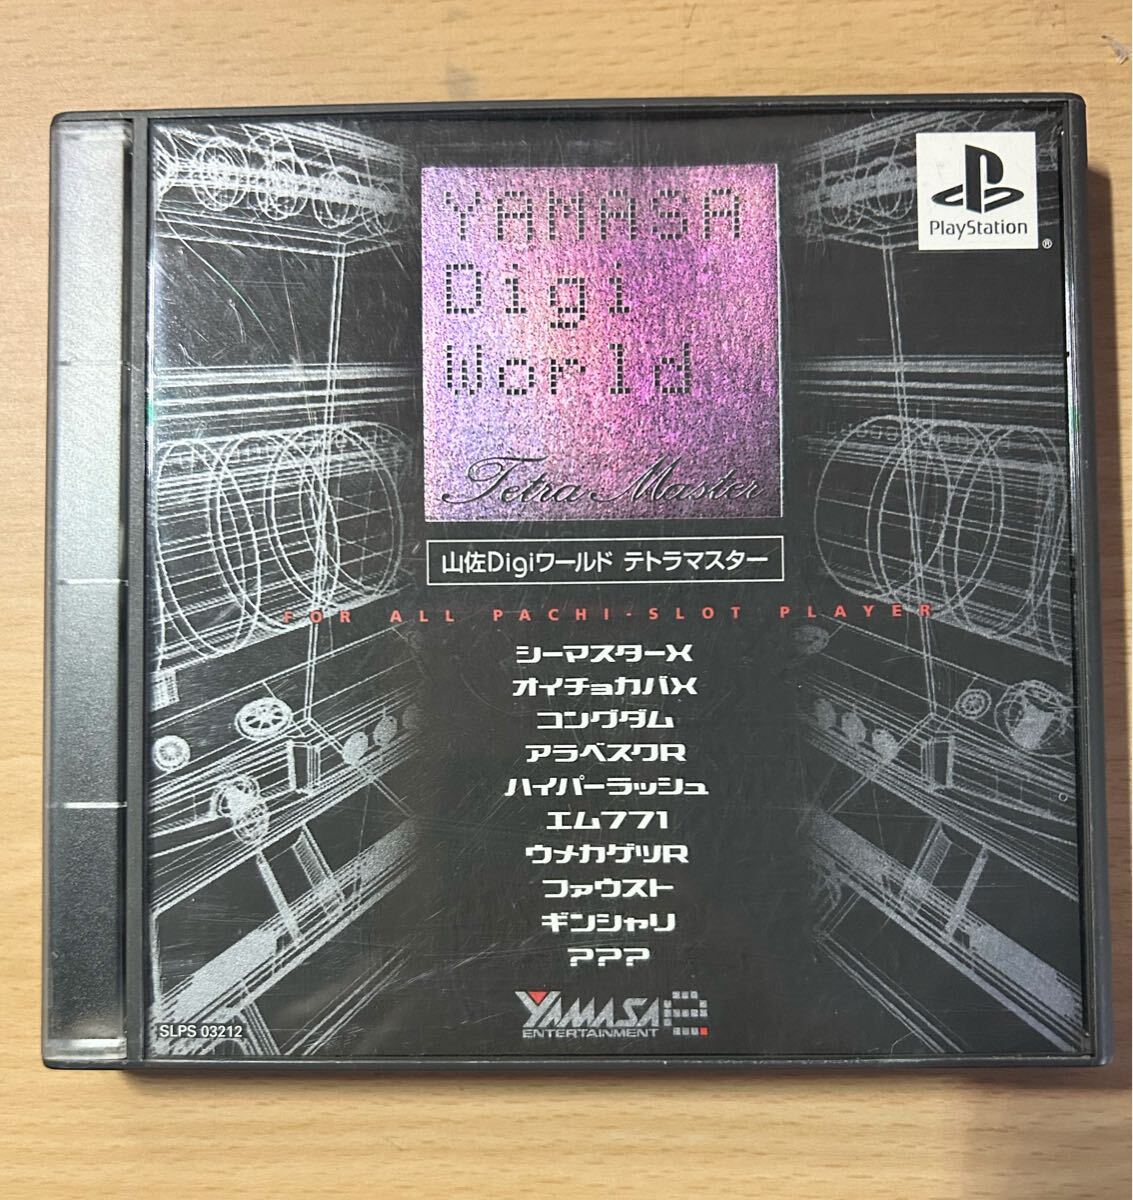 YAMASA
Digi
World
Tetra Master
PlayStation
®
山佐Digiワールド テトラマスター
FOR ALL PACHI-SLOT PLAYER
シーマスターX
オイチョカバX
コングダム
アラベスクR
ハイパーラッシュ
エム771
ウメカゲツR
ファウスト
ギンシャリ
???
YAMASA
ENTERTAINMENT
SLPS 03212